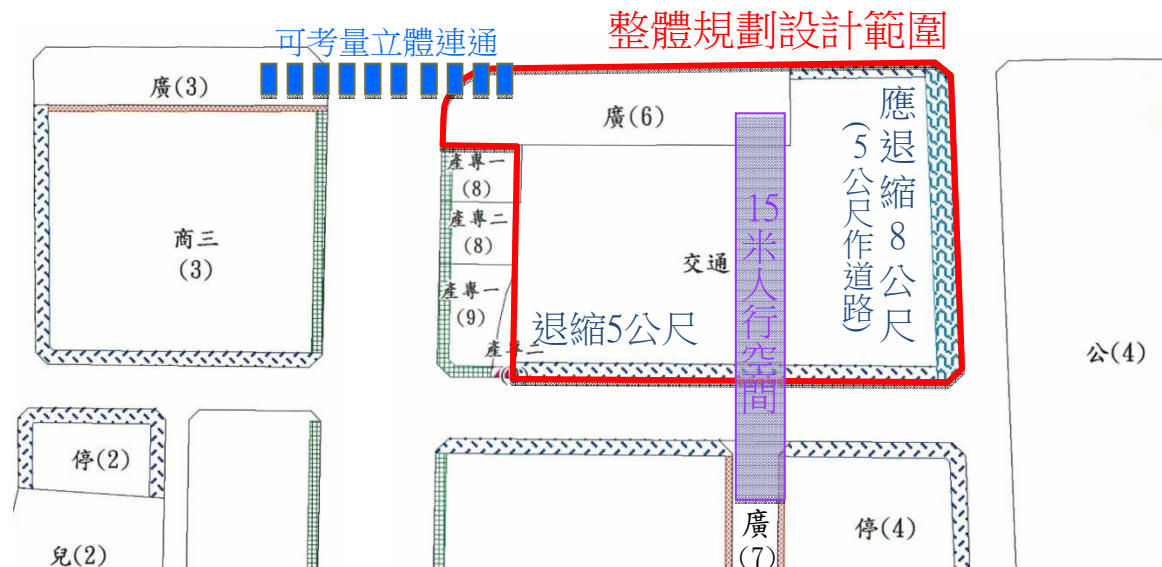 整體規劃設計範圍
可考量立體連通
廣(3)
廣(6)
應退縮8公尺
(5公尺作道路)
產專一
(8)
產專二
(8)
產專一
(9)
產專二
商三
(3)
交通
15米人行空間
退縮5公尺
公(4)
停(2)
兒(2)
廣
(7)
停(4)